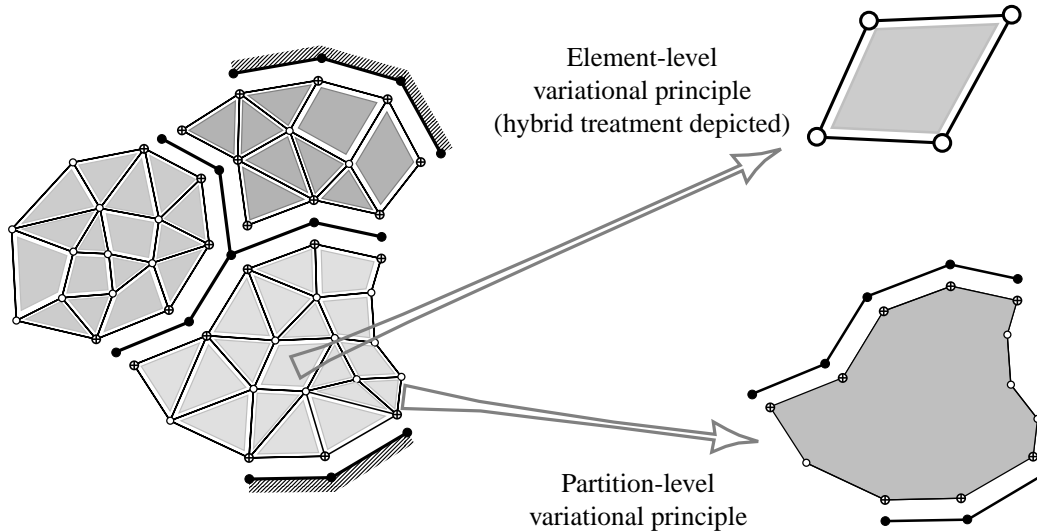 Element-level
variational principle
(hybrid treatment depicted)
Partition-level
variational principle